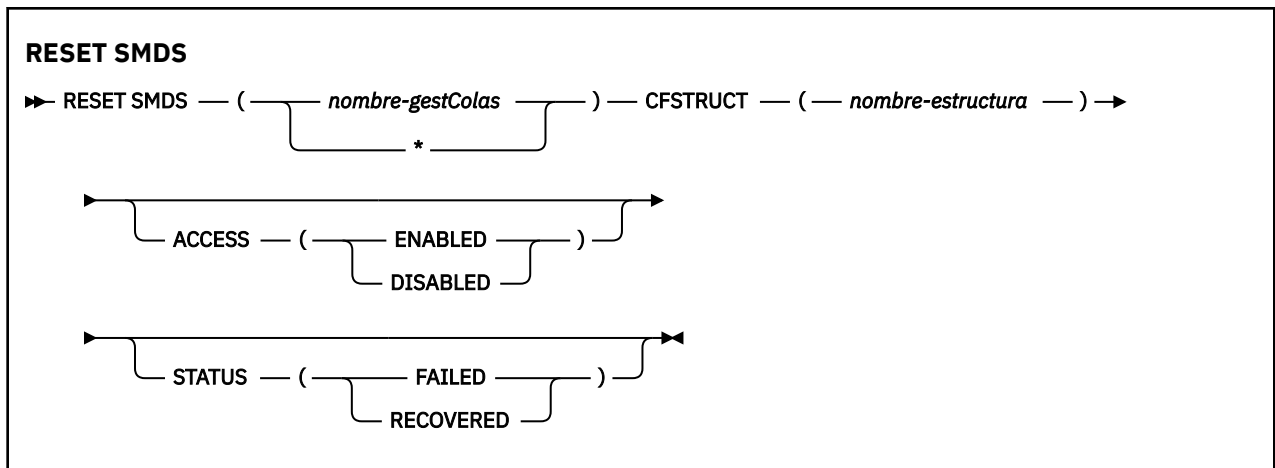 RESET SMDS
RESET SMDS ( nombre-gestColas ) CFSTRUCT ( nombre-estructura )
*
ACCESS ( ENABLED )
DISABLED
STATUS ( FAILED )
RECOVERED